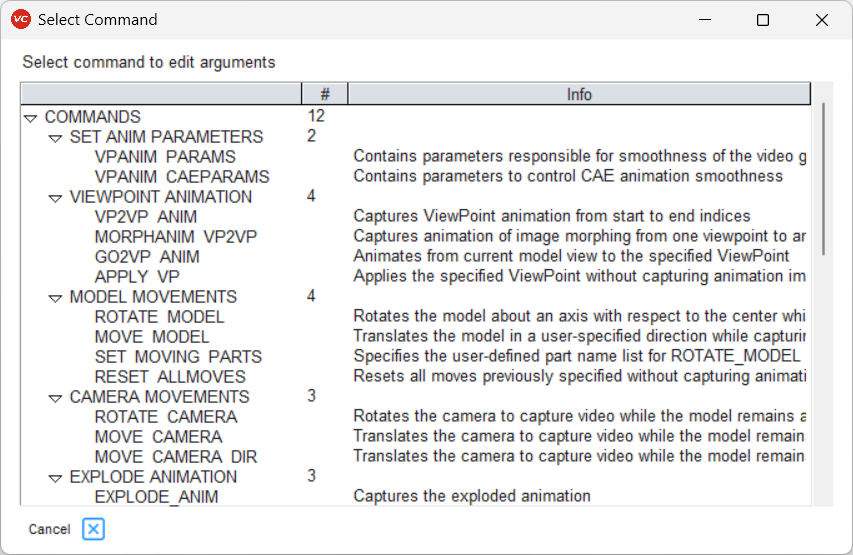 VC Select Command
Select command to edit arguments
# Info
COMMANDS 12
SET ANIM PARAMETERS 2
VPANIM_PARAMS Contains parameters responsible for smoothness of the video g
VPANIM_CAEPARAMS Contains parameters to control CAE animation smoothness
VIEWPOINT ANIMATION 4
VP2VP_ANIM Captures ViewPoint animation from start to end indices
MORPHANIM_VP2VP Captures animation of image morphing from one viewpoint to ar
GO2VP_ANIM Animates from current model view to the specified ViewPoint
APPLY_VP Applies the specified ViewPoint without capturing animation im
MODEL MOVEMENTS 4
ROTATE_MODEL Rotates the model about an axis with respect to the center whi
MOVE_MODEL Translates the model in a user-specified direction while capturin
SET_MOVING_PARTS Specifies the user-defined part name list for ROTATE_MODEL
RESET_ALLMOVES Resets all moves previously specified without capturing animati
CAMERA MOVEMENTS 3
ROTATE_CAMERA Rotates the camera to capture video while the model remains a
MOVE_CAMERA Translates the camera to capture video while the model remain
MOVE_CAMERA_DIR Translates the camera to capture video while the model remain
EXPLODE ANIMATION 3
EXPLODE_ANIM Captures the exploded animation
Cancel